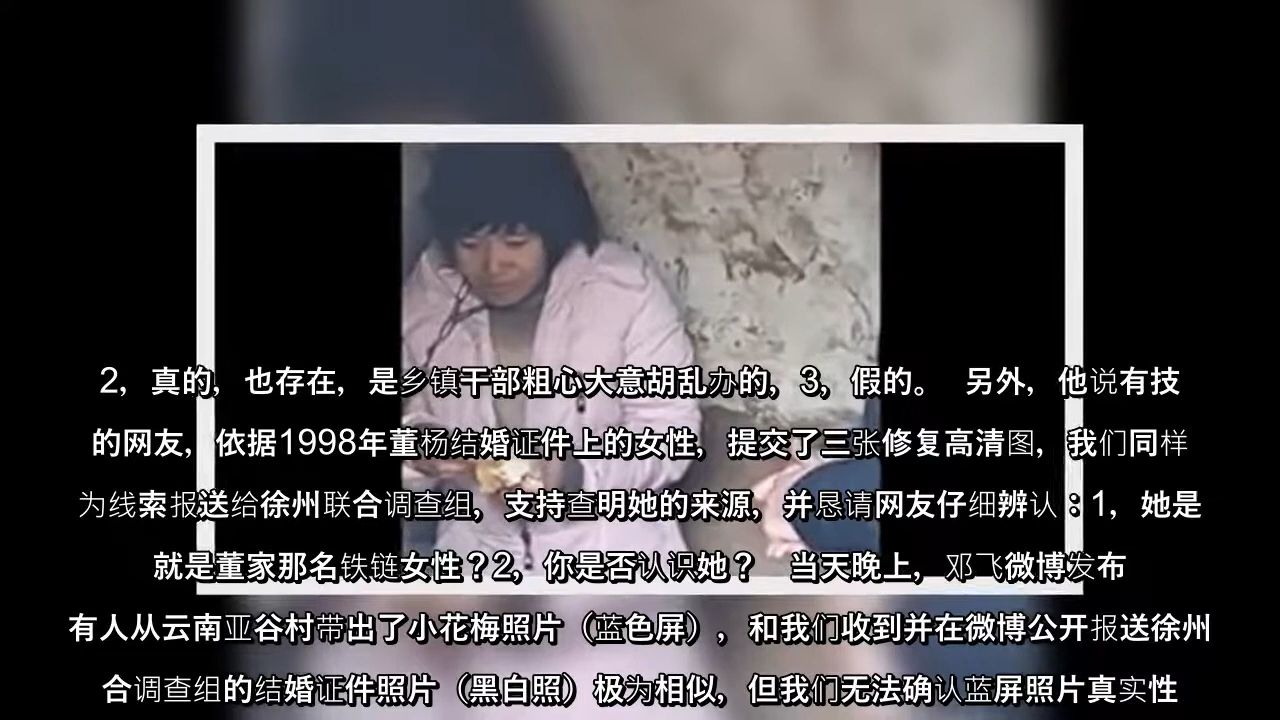 2，真的，也存在，是乡镇干部粗心大意胡乱办的，3，假的。 另外，他说有技
的网友，依据1998年董杨结婚证件上的女性，提交了三张修复高清图，我们同样
为线索报送给徐州联合调查组，支持查明她的来源，并恳请网友仔细辨认：1，她是
就是董家那名铁链女性？2，你是否认识她？ 当天晚上，邓飞微博发布
有人从云南亚谷村带出了小花梅照片（蓝色屏），和我们收到并在微博公开报送徐州
合调查组的结婚证件照片（黑白照）极为相似，但我们无法确认蓝屏照片真实性